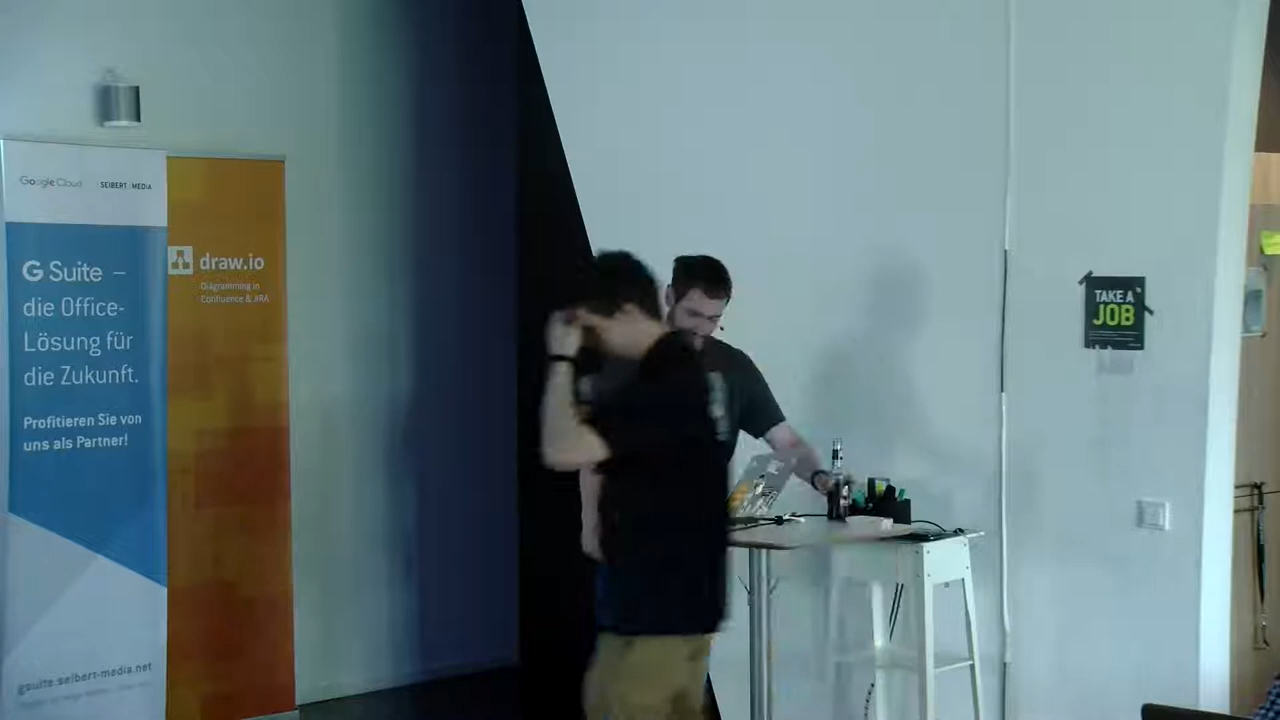 Google Cloud SEIBERT MEDIA
G Suite –
die Office-
Lösung für
die Zukunft.
Profitieren Sie von
uns als Partner!
gsuite.seibert-media.net
draw.io
Diagramming in
Confluence & JIRA
TAKE A
JOB